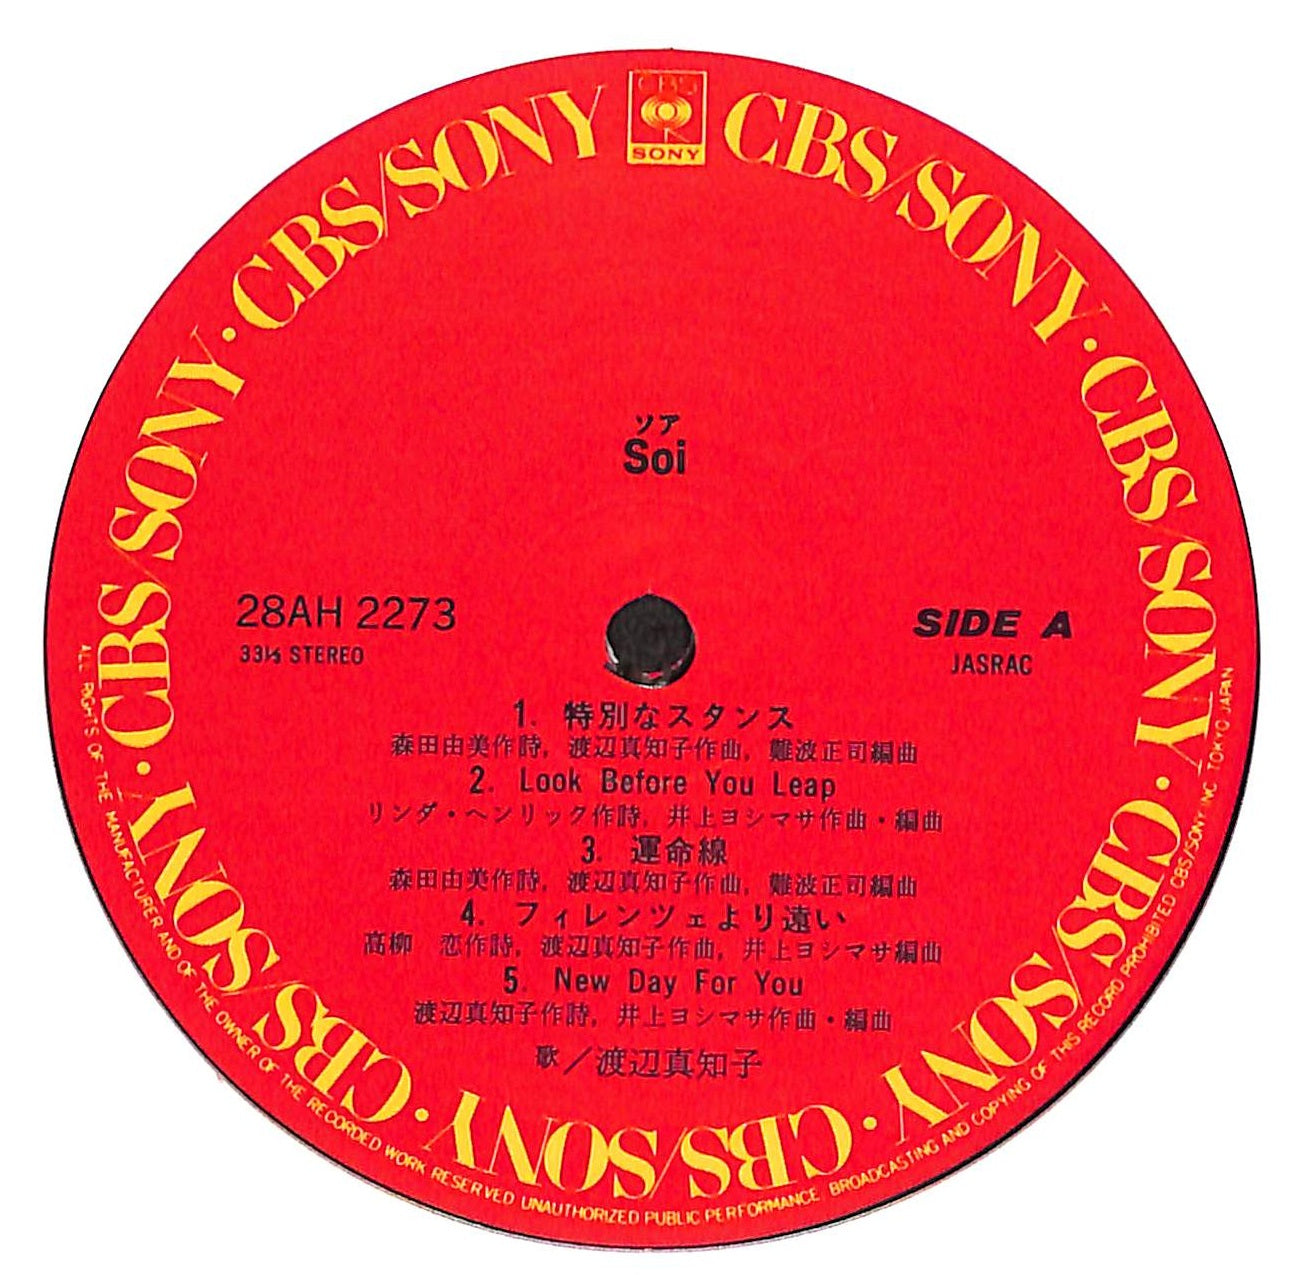 CBS
SONY
CBS/SONY · CBS/SONY · CBS/SONY · CBS/SONY · CBS/SONY · CBS/SONY · CBS/SONY
ソア
Soi
28AH 2273
33⅓ STEREO
SIDE A
JASRAC
1. 特別なスタンス
森田由美作詩, 渡辺真知子作曲, 難波正司編曲
2. Look Before You Leap
リンダ・ヘンリック作詩, 井上ヨシマサ作曲・編曲
3. 運命線
森田由美作詩, 渡辺真知子作曲, 難波正司編曲
4. フィレンツェより遠い
高柳 恋作詩, 渡辺真知子作曲, 井上ヨシマサ編曲
5. New Day For You
渡辺真知子作詩, 井上ヨシマサ作曲・編曲
歌/渡辺真知子
ALL RIGHTS OF THE MANUFACTURER AND OF THE OWNER OF THE RECORDED WORK RESERVED UNAUTHORIZED PUBLIC PERFORMANCE BROADCASTING AND COPYING OF THIS RECORD PROHIBITED CBS/SONY INC. TOKYO JAPAN